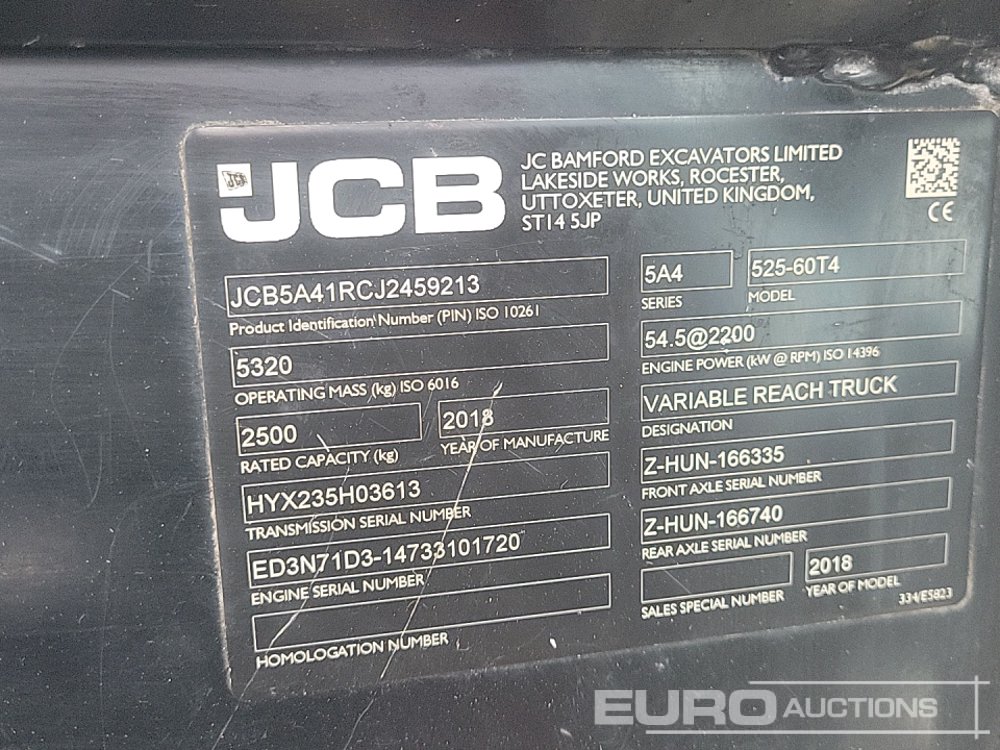 JCB
JC BAMFORD EXCAVATORS LIMITED
LAKESIDE WORKS, ROCESTER,
UTTOXETER, UNITED KINGDOM,
ST14 5JP
CE
JCB5A41RCJ2459213
Product Identification Number (PIN) ISO 10261
5320
OPERATING MASS (kg) ISO 6016
2500
RATED CAPACITY (kg)
2018
YEAR OF MANUFACTURE
HYX235H03613
TRANSMISSION SERIAL NUMBER
ED3N71D3-14733101720
ENGINE SERIAL NUMBER
HOMOLOGATION NUMBER
5A4
SERIES
525-60T4
MODEL
54.5@2200
ENGINE POWER (kW @ RPM) ISO 14396
VARIABLE REACH TRUCK
DESIGNATION
Z-HUN-166335
FRONT AXLE SERIAL NUMBER
Z-HUN-166740
REAR AXLE SERIAL NUMBER
SALES SPECIAL NUMBER
2018
YEAR OF MODEL
334/E5823
EURO AUCTIONS